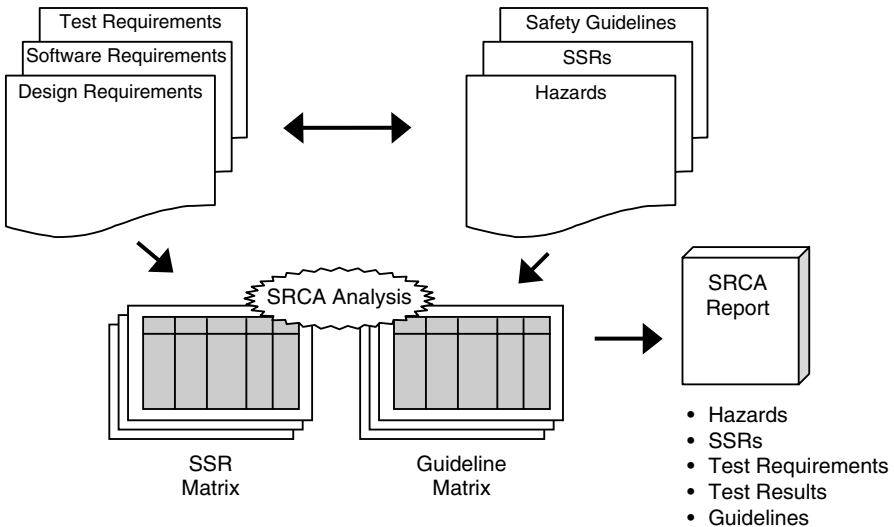 Test Requirements
Software Requirements
Design Requirements
Safety Guidelines
SSRs
Hazards
SRCA Analysis
SSR
Matrix
Guideline
Matrix
SRCA
Report
• Hazards
• SSRs
• Test Requirements
• Test Results
• Guidelines